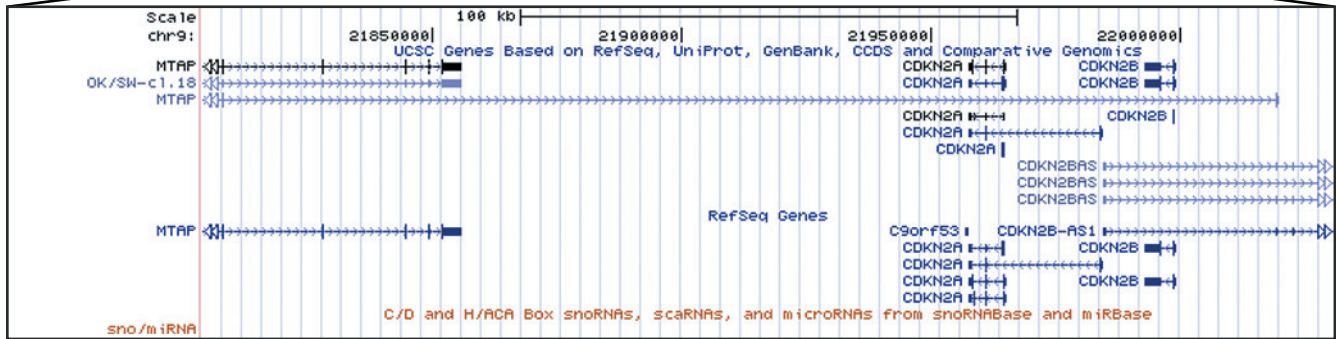 Scale 100 kb
chr9: 21850000 21900000 21950000 22000000
UCSC Genes Based on RefSeq, UniProt, GenBank, CCDS and Comparative Genomics
MTAP CDKN2A CDKN2B
OK/SW-cl.18 CDKN2A CDKN2B
MTAP
CDKN2A CDKN2B
CDKN2A
CDKN2A
CDKN2BAS
CDKN2BAS
CDKN2BAS
RefSeq Genes
MTAP C9orf53 CDKN2B-AS1
CDKN2A CDKN2B
CDKN2A
CDKN2A CDKN2B
CDKN2A
C/D and H/ACA Box snoRNAs, scaRNAs, and microRNAs from snoRNABase and miRBase
sno/miRNA